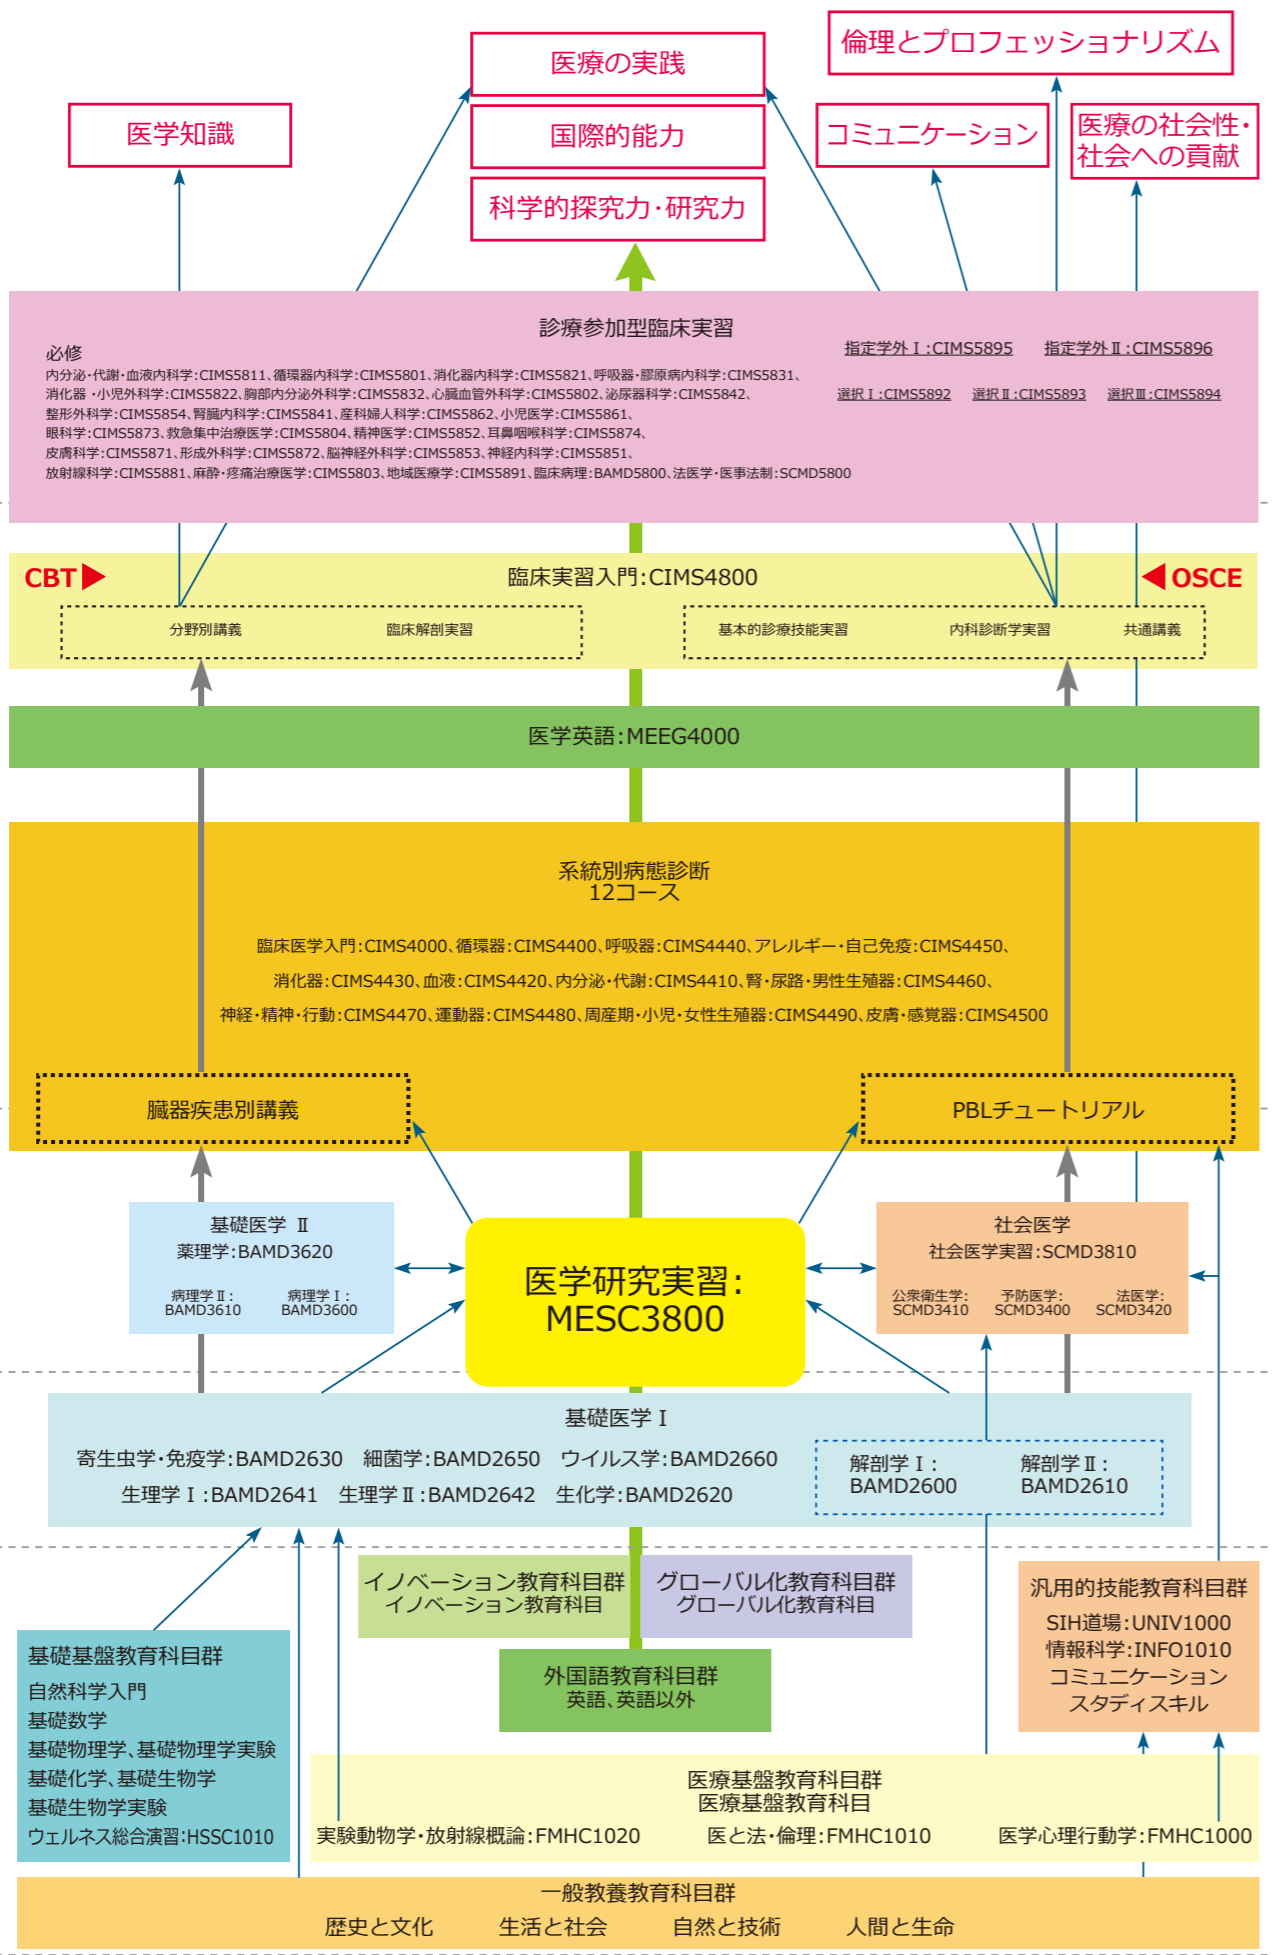 倫理とプロフェッショナリズム
医療の実践
医学知識
国際的能力
コミュニケーション
医療の社会性・
社会への貢献
科学的探究力・研究力
診療参加型臨床実習
必修
内分泌・代謝・血液内科学:CIMS5811、循環器内科学:CIMS5801、消化器内科学:CIMS5821、呼吸器・膠原病内科学:CIMS5831、
消化器・小児外科学:CIMS5822、胸部内分泌外科学:CIMS5832、心臓血管外科学:CIMS5802、泌尿器科学:CIMS5842、
整形外科学:CIMS5854、腎臓内科学:CIMS5841、産科婦人科学:CIMS5862、小児医学:CIMS5861、
眼科学:CIMS5873、救急集中治療医学:CIMS5804、精神医学:CIMS5852、耳鼻咽喉科学:CIMS5874、
皮膚科学:CIMS5871、形成外科学:CIMS5872、脳神経外科学:CIMS5853、神経内科学:CIMS5851、
放射線科学:CIMS5881、麻酔・疼痛治療医学:CIMS5803、地域医療学:CIMS5891、臨床病理:BAMD5800、法医学・医事法制:SCMD5800
指定学外Ⅰ:CIMS5895 指定学外Ⅱ:CIMS5896
選択Ⅰ:CIMS5892 選択Ⅱ:CIMS5893 選択Ⅲ:CIMS5894
CBT 臨床実習入門:CIMS4800 OSCE
分野別講義 臨床解剖実習 基本的診療技能実習 内科診断学実習 共通講義
医学英語:MEEG4000
系統別病態診断
12コース
臨床医学入門:CIMS4000、循環器:CIMS4400、呼吸器:CIMS4440、アレルギー・自己免疫:CIMS4450、
消化器:CIMS4430、血液:CIMS4420、内分泌・代謝:CIMS4410、腎・尿路・男性生殖器:CIMS4460、
神経・精神・行動:CIMS4470、運動器:CIMS4480、周産期・小児・女性生殖器:CIMS4490、皮膚・感覚器:CIMS4500
臓器疾患別講義 PBLチュートリアル
基礎医学 Ⅱ
薬理学:BAMD3620
病理学Ⅱ:
BAMD3610
病理学Ⅰ:
BAMD3600
医学研究実習:
MESC3800
社会医学
社会医学実習:SCMD3810
公衆衛生学:
SCMD3410
予防医学:
SCMD3400
法医学:
SCMD3420
基礎医学Ⅰ
寄生虫学・免疫学:BAMD2630 細菌学:BAMD2650 ウイルス学:BAMD2660
生理学Ⅰ:BAMD2641 生理学Ⅱ:BAMD2642 生化学:BAMD2620
解剖学Ⅰ:
BAMD2600
解剖学Ⅱ:
BAMD2610
イノベーション教育科目群
イノベーション教育科目
グローバル化教育科目群
グローバル化教育科目
汎用的技能教育科目群
SIH道場:UNIV1000
情報科学:INFO1010
コミュニケーション
スタディスキル
基礎基盤教育科目群
自然科学入門
基礎数学
基礎物理学、基礎物理学実験
基礎化学、基礎生物学
基礎生物学実験
ウェルネス総合演習:HSSC1010
外国語教育科目群
英語、英語以外
医療基盤教育科目群
医療基盤教育科目
実験動物学・放射線概論:FMHC1020 医と法・倫理:FMHC1010 医学心理行動学:FMHC1000
一般教養教育科目群
歴史と文化 生活と社会 自然と技術 人間と生命